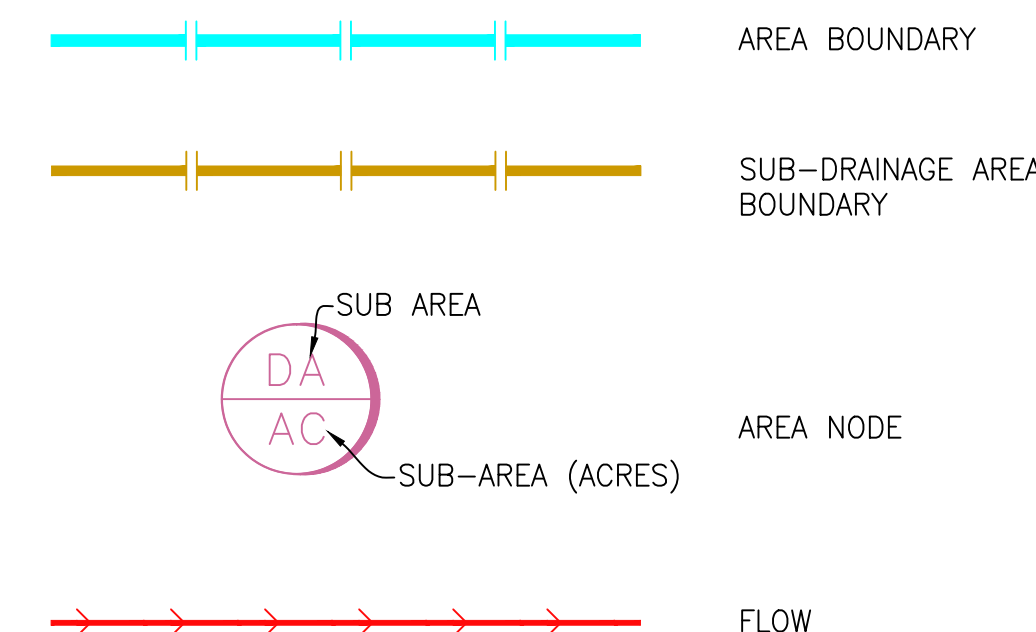 AREA BOUNDARY
SUB-DRAINAGE AREA
BOUNDARY
SUB AREA
DA
AC
SUB-AREA (ACRES)
AREA NODE
FLOW